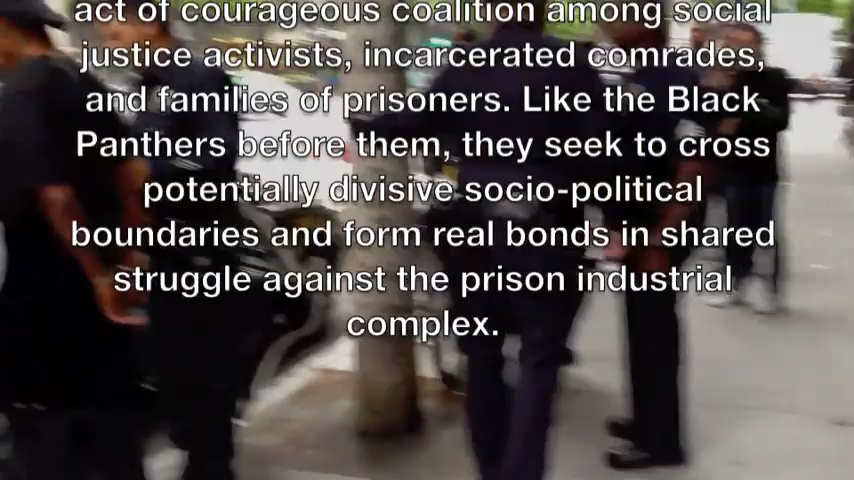 act of courageous coalition among social
justice activists, incarcerated comrades,
and families of prisoners. Like the Black
Panthers before them, they seek to cross
potentially divisive socio-political
boundaries and form real bonds in shared
struggle against the prison industrial
complex.